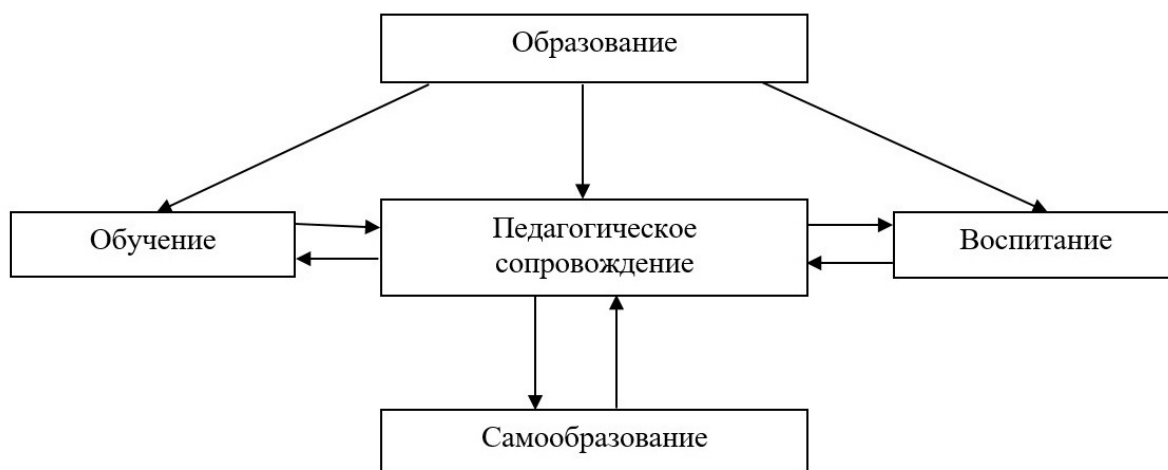 Образование
Обучение
Педагогическое
сопровождение
Воспитание
Самообразование